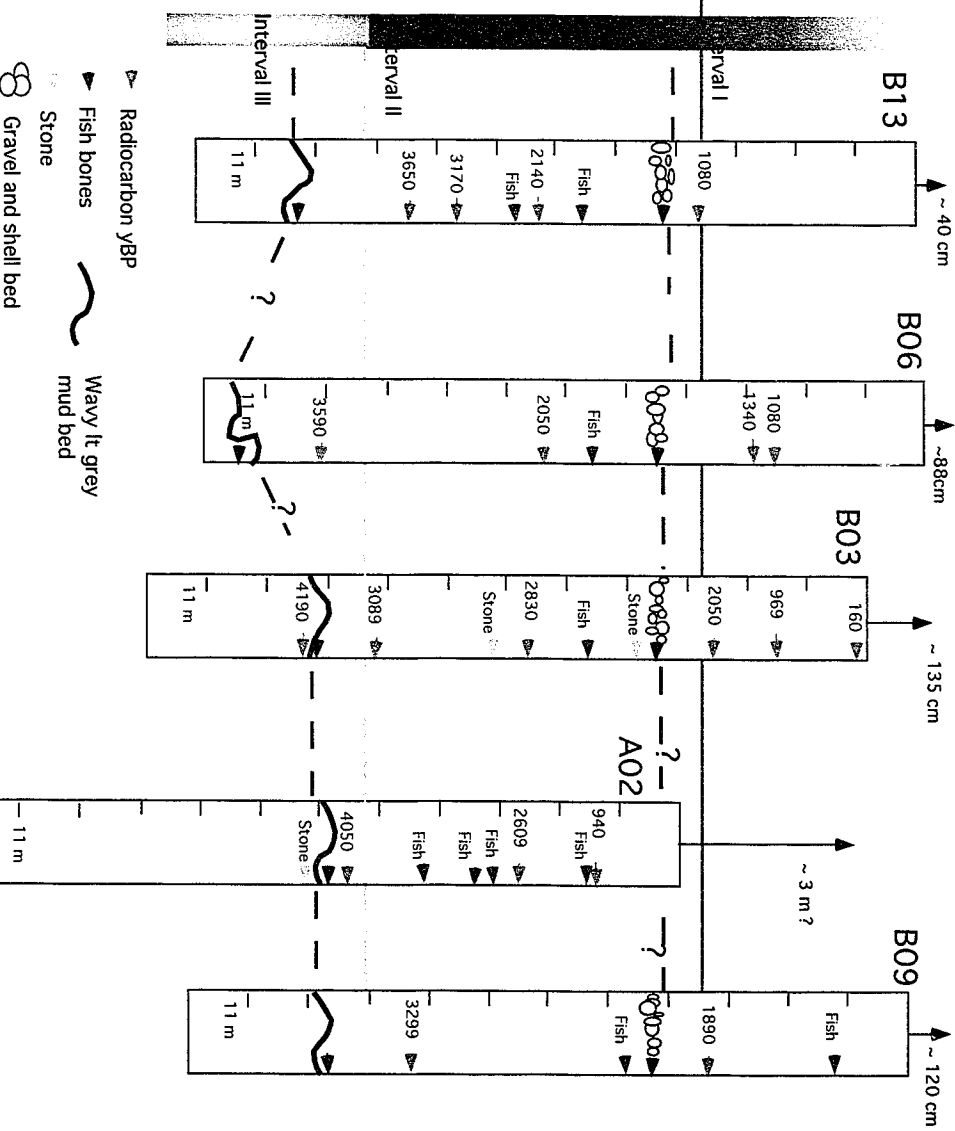 B13
~ 40 cm
1080
Fish
2140
Fish
3170
3650
11 m
B06
~88cm
1080
1340
Fish
2050
3590
11 m
B03
~ 135 cm
160
969
2050
Stone
Fish
2830
Stone
3089
4190
11 m
A02
~ 3 m ?
940
Fish
2609
Fish
Fish
Fish
4050
Stone
11 m
B09
~ 120 cm
Fish
1890
Fish
3299
11 m
?
?
?
?
erval I
terval II
Interval III
Radiocarbon yBP
Fish bones
Stone
Gravel and shell bed
Wavy lt grey
mud bed